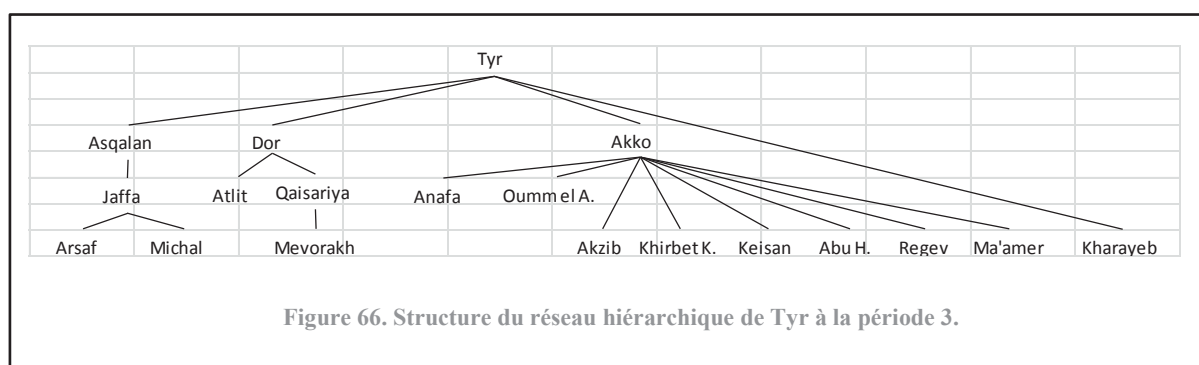 Tyr
Asqalan Dor Akko
Jaffa Atlit Qaisariya Anafa Oumm el A.
Arsaf Michal Mevorakh Akzib Khirbet K. Keisan Abu H. Regev Ma'amer Kharayeb
Figure 66. Structure du réseau hiérarchique de Tyr à la période 3.